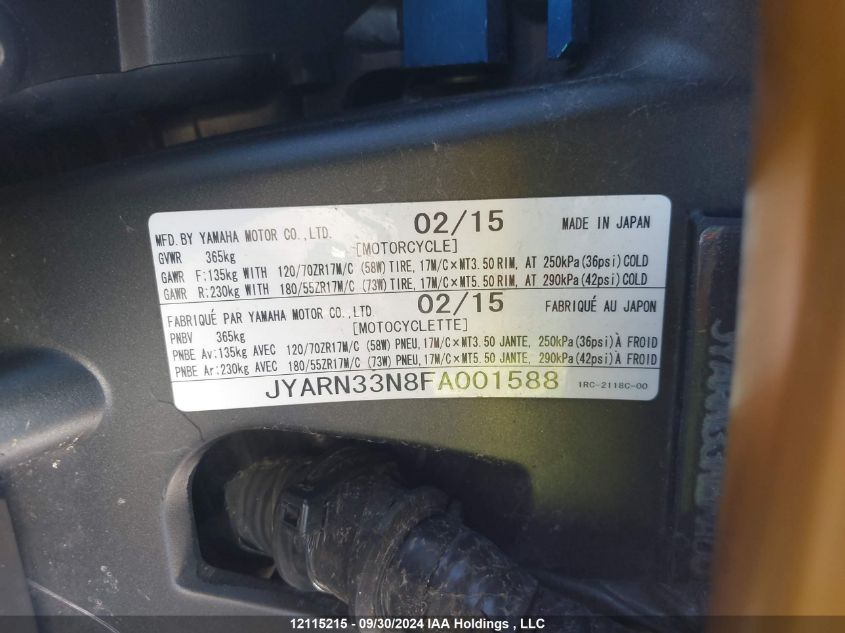 MFD. BY YAMAHA MOTOR CO., LTD. 02/15 MADE IN JAPAN
GVWR 365kg [MOTORCYCLE]
GAWR F:135kg WITH 120/70ZR17M/C (58W) TIRE, 17M/C×MT3.50 RIM, AT 250kPa(36psi)COLD
GAWR R:230kg WITH 180/55ZR17M/C (73W) TIRE, 17M/C×MT5.50 RIM, AT 290kPa(42psi)COLD
FABRIQUÉ PAR YAMAHA MOTOR CO., LTD 02/15 FABRIQUÉ AU JAPON
PNBV 365kg [MOTOCYCLETTE]
PNBE Av:135kg AVEC 120/70ZR17M/C (58W) PNEU, 17M/C×MT3.50 JANTE, 250kPa(36psi)À FROID
PNBE Ar:230kg AVEC 180/55ZR17M/C (73W) PNEU, 17M/C×MT5.50 JANTE, 290kPa(42psi)À FROID
JYARN33N8FA001588 1RC-2118C-00
12115215 - 09/30/2024 IAA Holdings , LLC